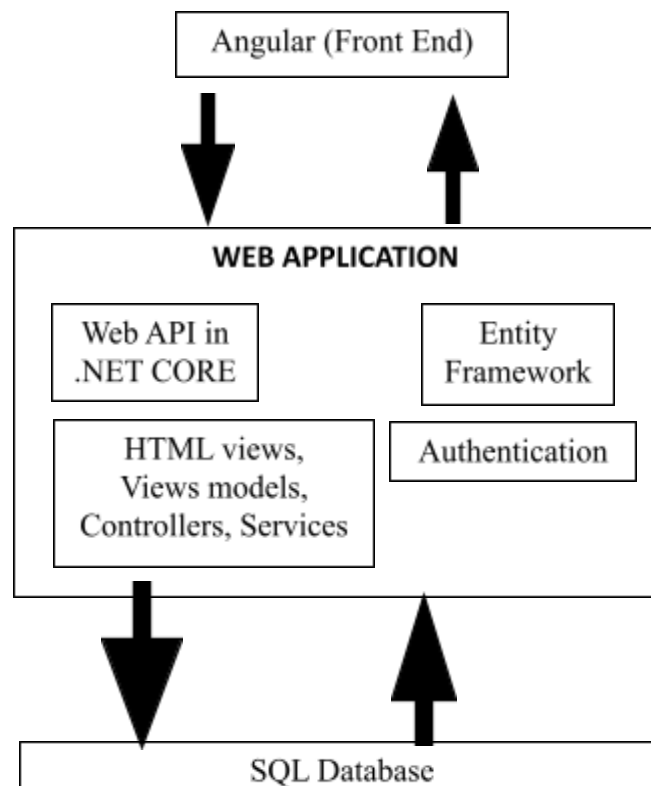 Angular (Front End)
WEB APPLICATION
Web API in
.NET CORE
Entity
Framework
HTML views,
Views models,
Controllers, Services
Authentication
SQL Database